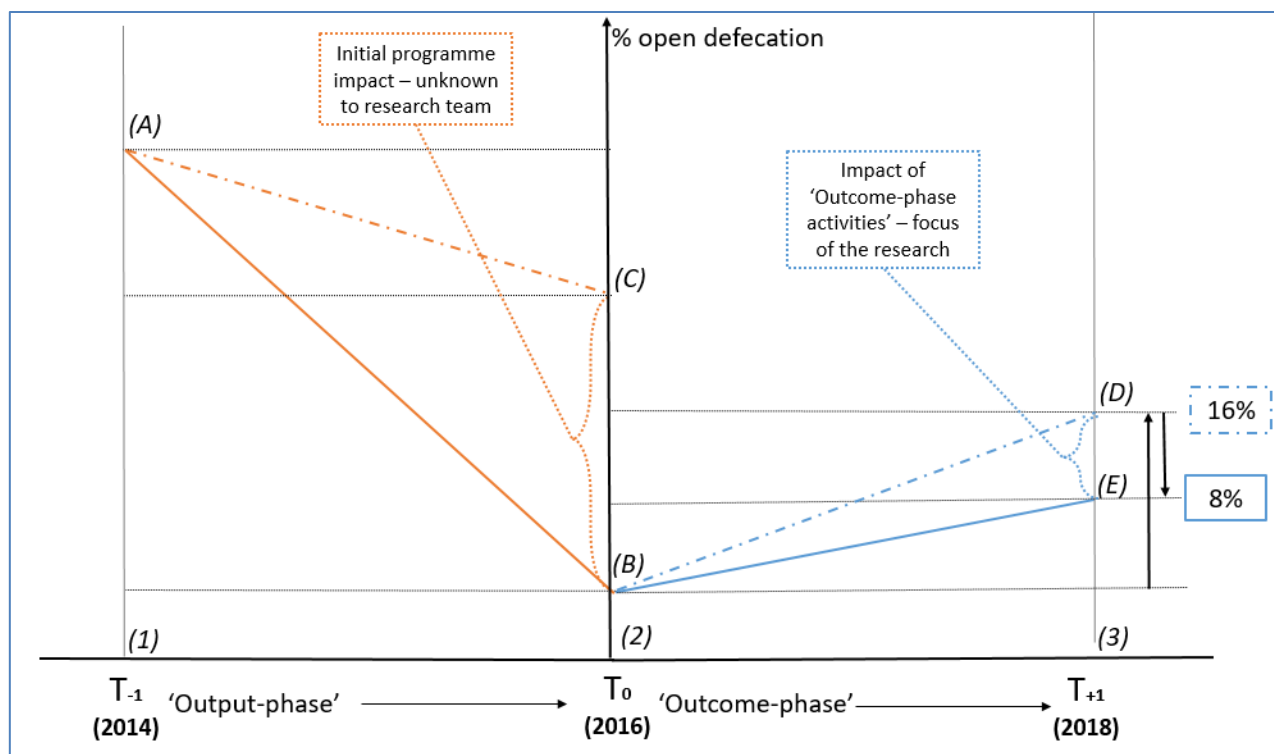 % open defecation
Initial programme
impact – unknown
to research team
(A)
Impact of
‘Outcome-phase
activities’ – focus
of the research
(C)
(D)
16%
(E)
8%
(B)
(1)
(2)
(3)
T-1
(2014)
‘Output-phase’
T0
(2016)
‘Outcome-phase’
T+1
(2018)